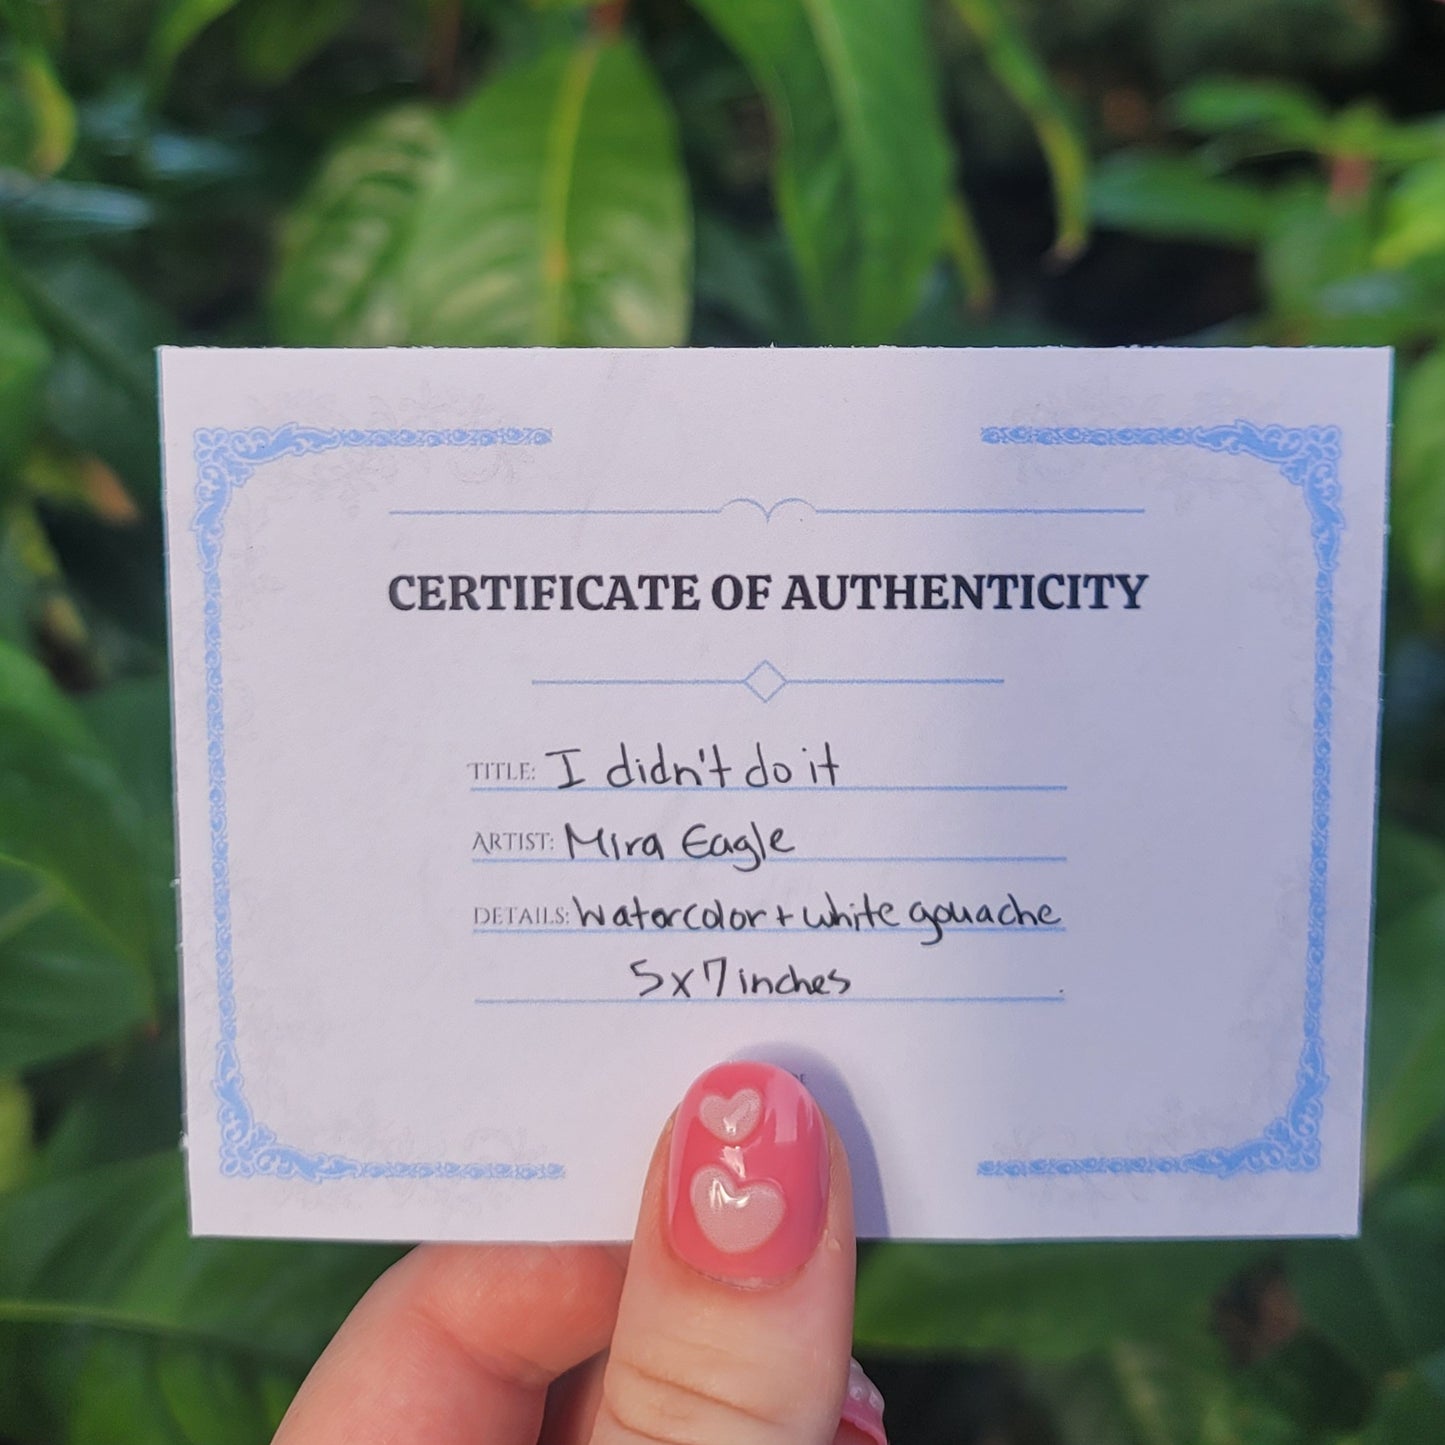 CERTIFICATE OF AUTHENTICITY
TITLE: I didn't do it
ARTIST: Mira Eagle
DETAILS: Watercolor + white gouache
5x7 inches